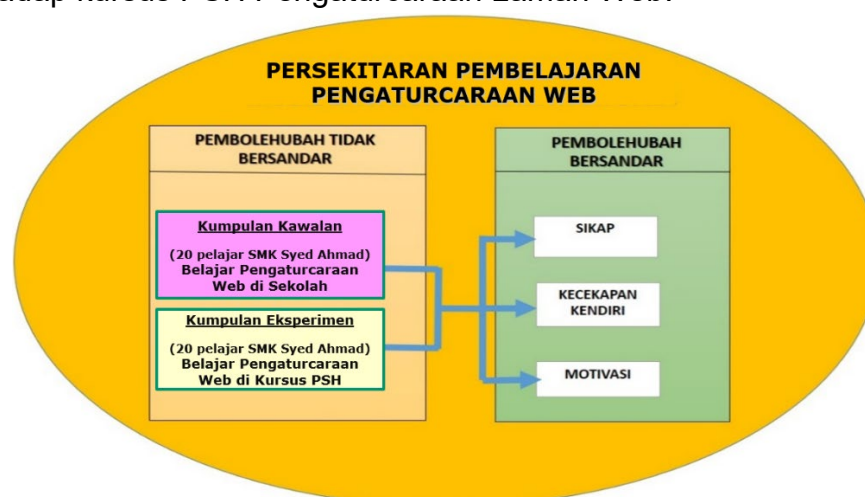 PERSEKITARAN PEMBELAJARAN
PENGATURCARAAN WEB
PEMBOLEHUBAH TIDAK
BERSANDAR
Kumpulan Kawalan
(20 pelajar SMK Syed Ahmad)
Belajar Pengaturcaraan
Web di Sekolah
Kumpulan Eksperimen
(20 pelajar SMK Syed Ahmad)
Belajar Pengaturcaraan
Web di Kursus PSH
PEMBOLEHUBAH
BERSANDAR
SIKAP
KECEKAPAN
KENDIRI
MOTIVASI